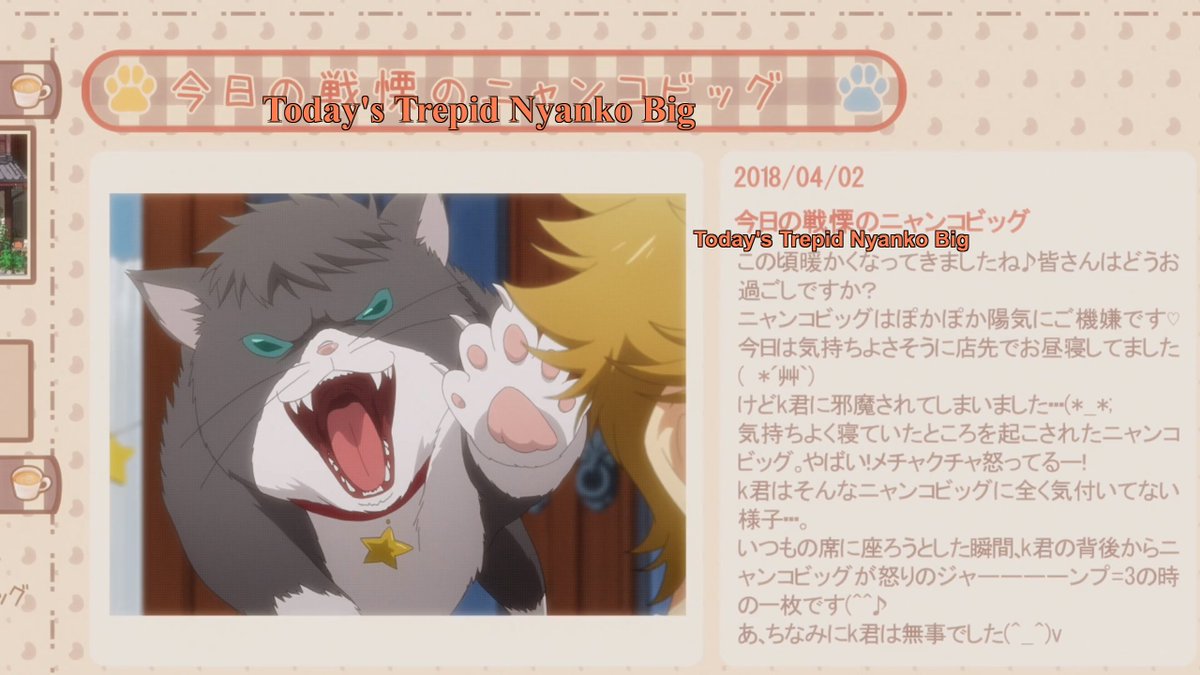 今日の戦慄のニャンコビッグ
Today's Trepid Nyanko Big
2018/04/02
今日の戦慄のニャンコビッグ
Today's Trepid Nyanko Big
この頃暖かくなってきましたね♪皆さんはどうお
過ごしですか?
ニャンコビッグはぽかぽか陽気にご機嫌です♡
今日は気持ちよさそうに店先でお昼寝してました
( *´艸`)
けどk君に邪魔されてしまいました…(*_*;
気持ちよく寝ていたところを起こされたニャンコ
ビッグ。やばい!メチャクチャ怒ってるー!
k君はそんなニャンコビッグに全く気付いてない
様子…。
いつもの席に座ろうとした瞬間、k君の背後からニ
ャンコビッグが怒りのジャーーーーーンプ=3の時
の一枚です(^^♪
あ、ちなみにk君は無事でした(^_^)v
ッグ